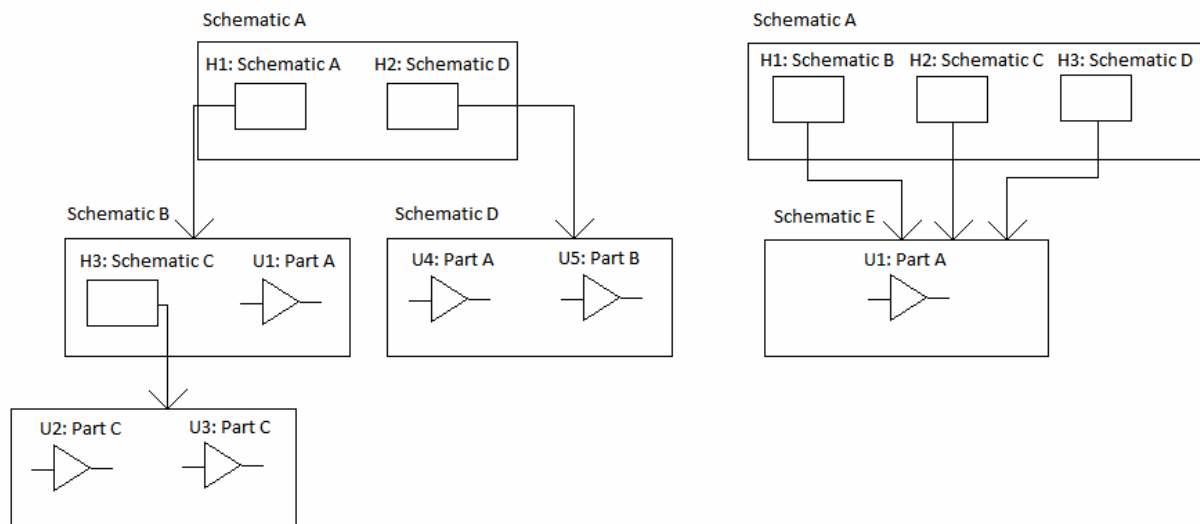 Schematic A
H1: Schematic A H2: Schematic D
Schematic B
H3: Schematic C U1: Part A
Schematic D
U4: Part A U5: Part B
U2: Part C U3: Part C
Schematic A
H1: Schematic B H2: Schematic C H3: Schematic D
Schematic E
U1: Part A